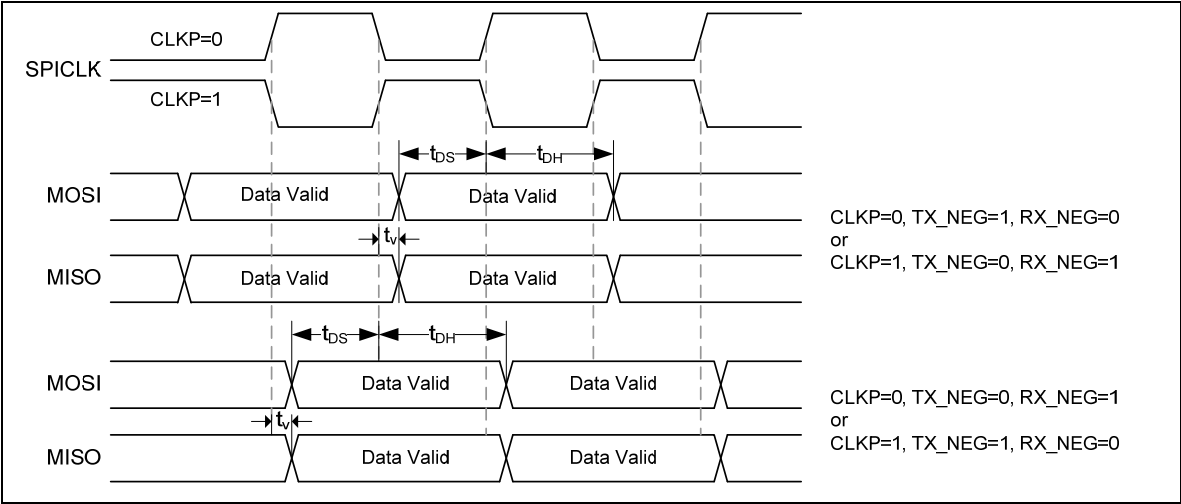 CLKP=0
SPICLK
CLKP=1
tDS
tDH
MOSI
Data Valid
Data Valid
CLKP=0, TX_NEG=1, RX_NEG=0
or
CLKP=1, TX_NEG=0, RX_NEG=1
tv
MISO
Data Valid
Data Valid
tDS
tDH
MOSI
Data Valid
Data Valid
CLKP=0, TX_NEG=0, RX_NEG=1
or
CLKP=1, TX_NEG=1, RX_NEG=0
tv
MISO
Data Valid
Data Valid